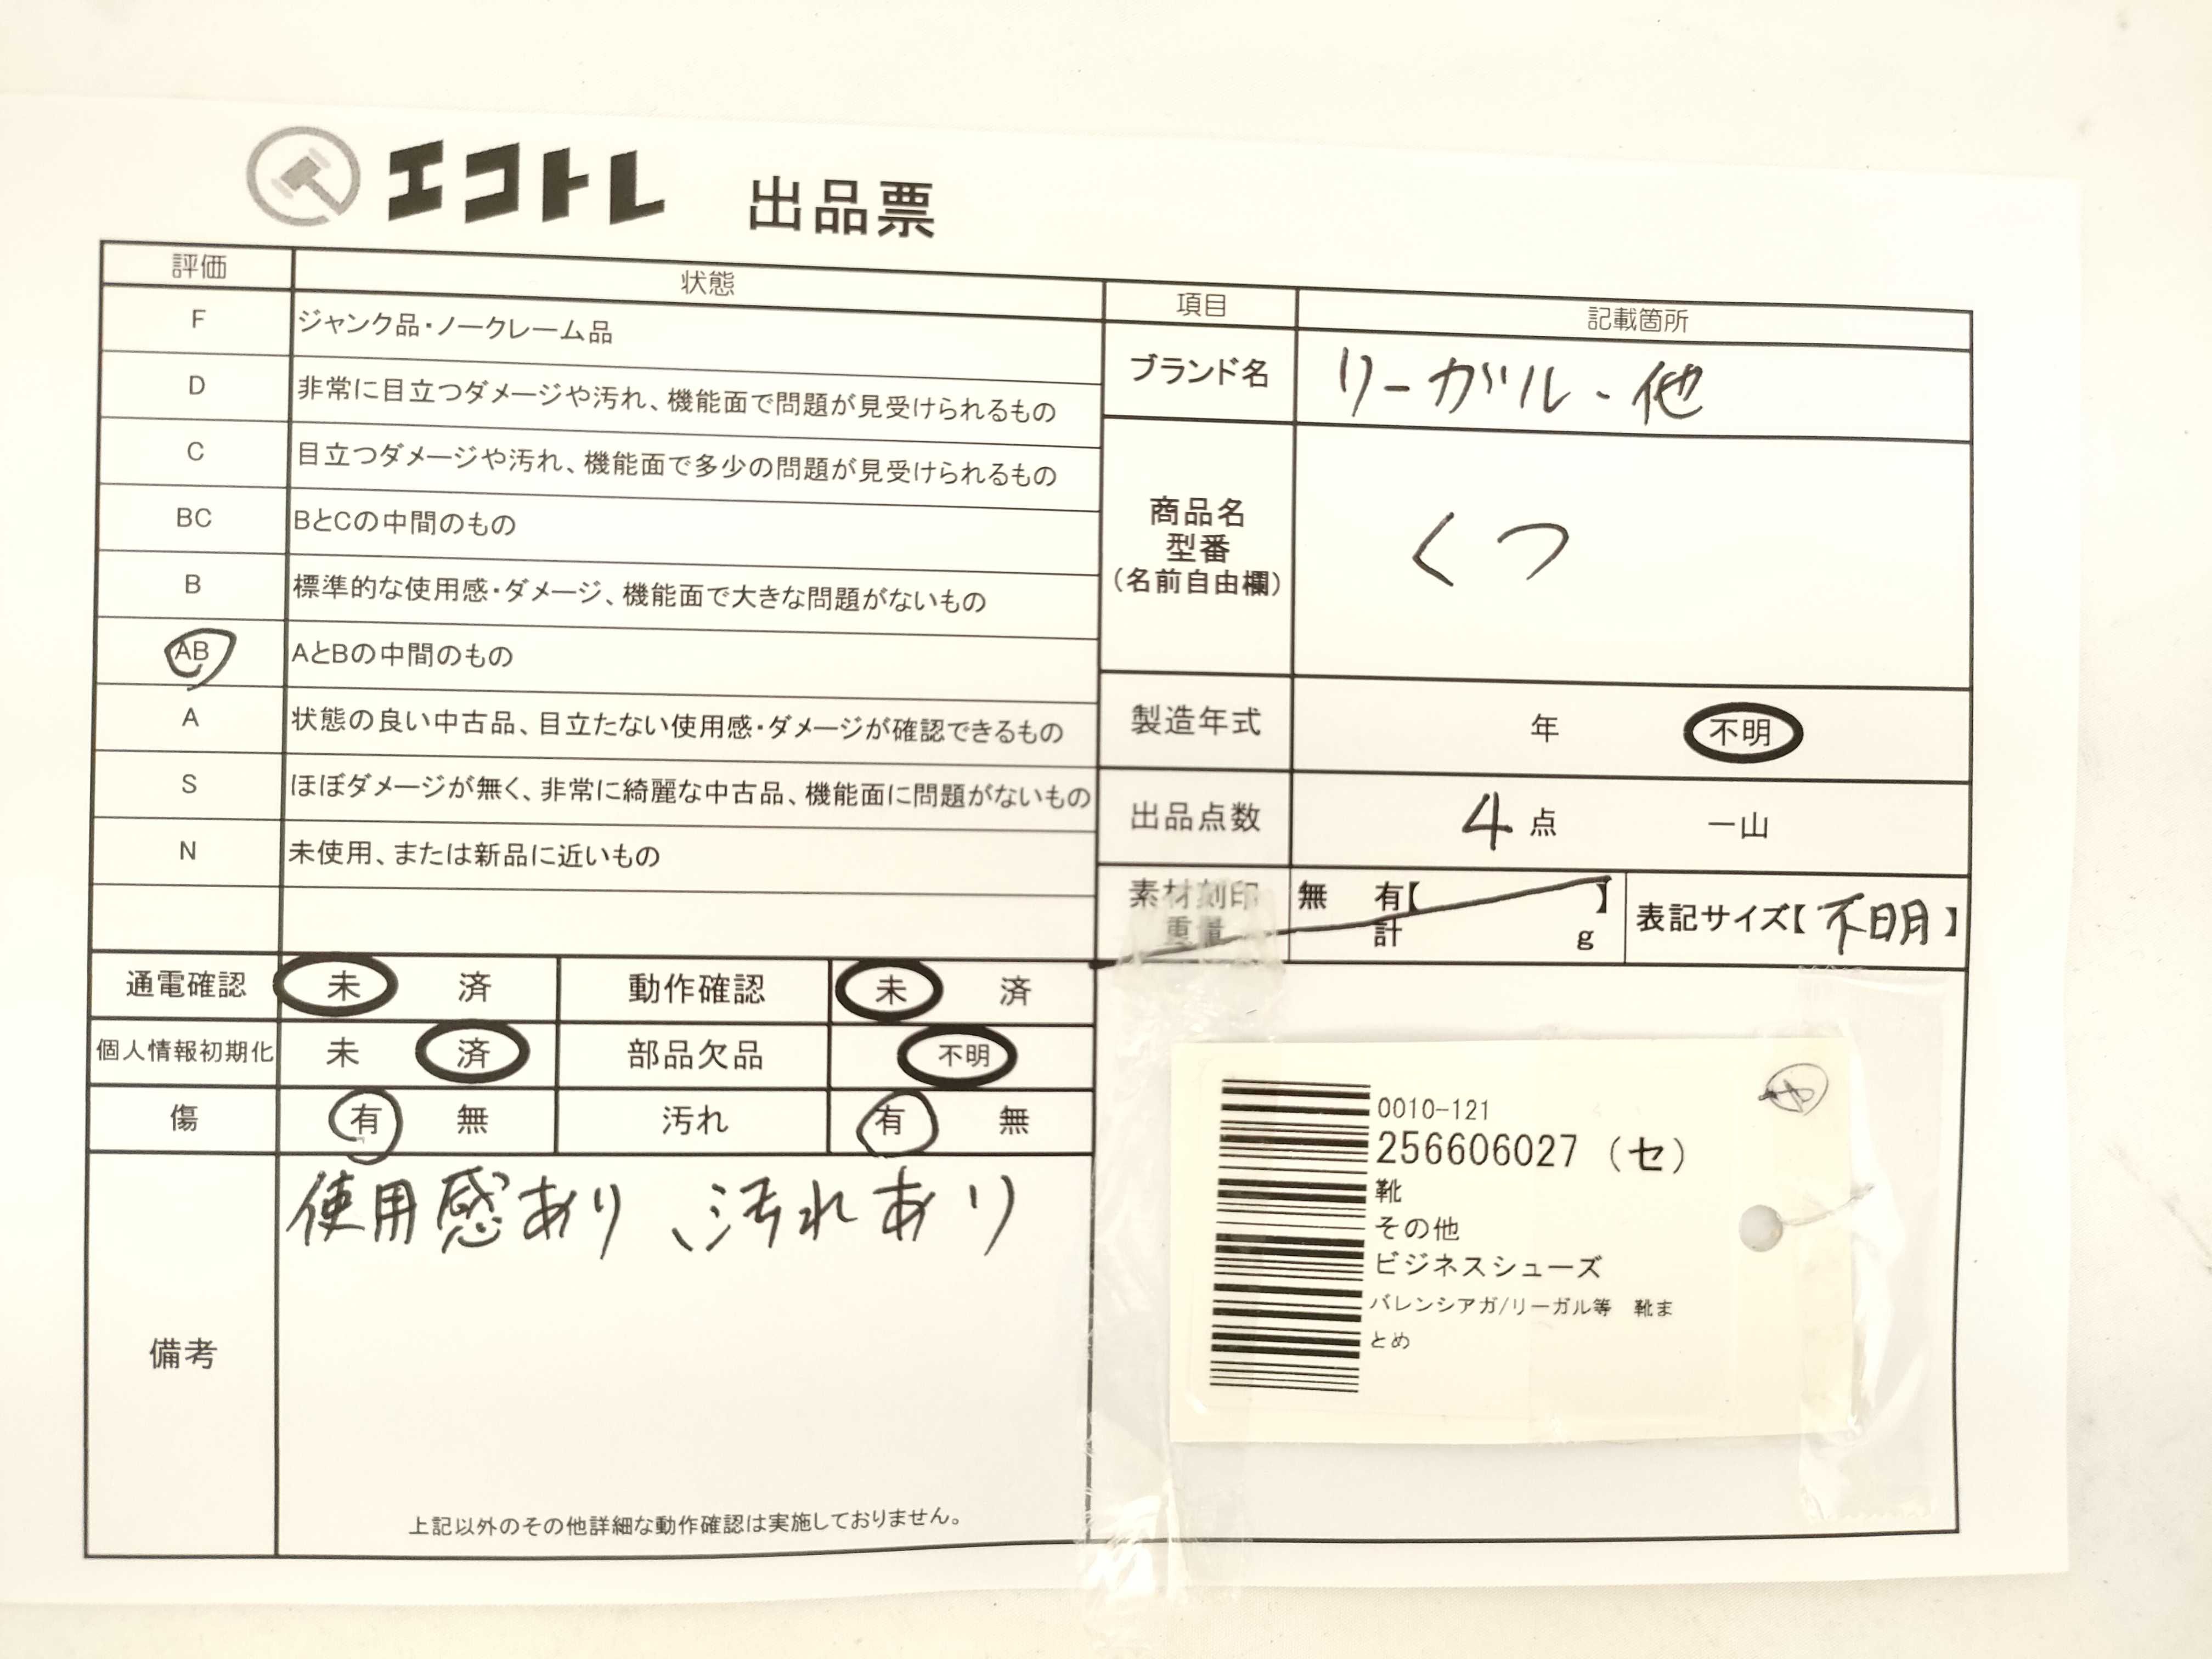 エコトレ 出品票
評価 状態
F ジャンク品・ノークレーム品
D 非常に目立つダメージや汚れ、機能面で問題が見受けられるもの
C 目立つダメージや汚れ、機能面で多少の問題が見受けられるもの
BC BとCの中間のもの
B 標準的な使用感・ダメージ、機能面で大きな問題がないもの
AB AとBの中間のもの
A 状態の良い中古品、目立たない使用感・ダメージが確認できるもの
S ほぼダメージが無く、非常に綺麗な中古品、機能面に問題がないもの
N 未使用、または新品に近いもの
通電確認 未 済 動作確認 未 済
個人情報初期化 未 済 部品欠品 不明
傷 有 無 汚れ 有 無
備考
使用感あり、汚れあり
上記以外のその他詳細な動作確認は実施しておりません。
項目 記載箇所
ブランド名 リーガル・他
商品名
型番
(名前自由欄)
くつ
製造年式 年 不明
出品点数 4点 一山
素材刻印 無 有【 】
重量 計 g
表記サイズ【不明】
0010-121
256606027 (セ)
靴
その他
ビジネスシューズ
バレンシアガ/リーガル等 靴ま
とめ